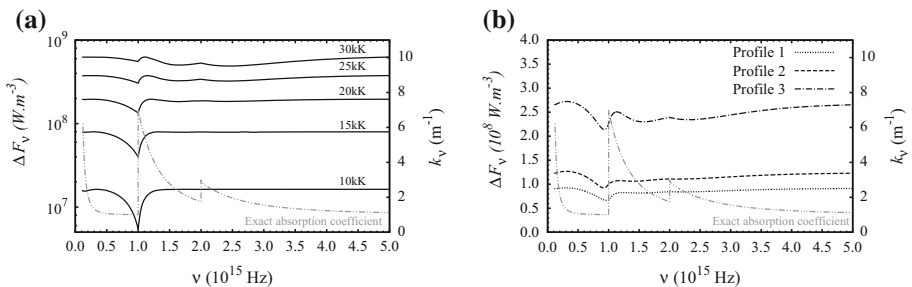 (a)
10⁹
10⁸
10⁷
ΔFν (W.m⁻³)
30kK
25kK
20kK
15kK
10kK
Exact absorption coefficient
10
8
6
4
2
0
kν (m⁻¹)
0.0 0.5 1.0 1.5 2.0 2.5 3.0 3.5 4.0 4.5 5.0
ν (10¹⁵ Hz)
(b)
4.0
3.5
3.0
2.5
2.0
1.5
1.0
0.5
0.0
ΔFν (10⁸ W.m⁻³)
Profile 1
Profile 2
Profile 3
Exact absorption coefficient
10
8
6
4
2
0
kν (m⁻¹)
0.0 0.5 1.0 1.5 2.0 2.5 3.0 3.5 4.0 4.5 5.0
ν (10¹⁵ Hz)